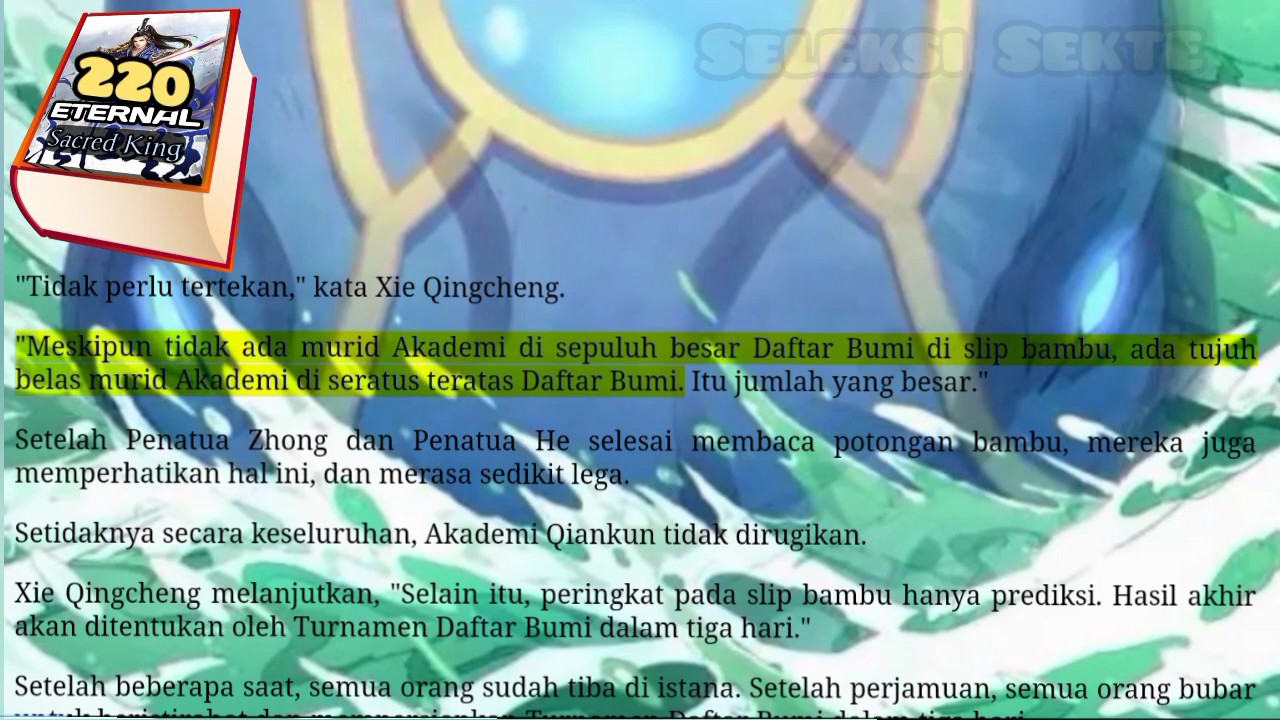 SELEKSI SEKTE
220
ETERNAL
Sacred King
"Tidak perlu tertekan," kata Xie Qingcheng.
"Meskipun tidak ada murid Akademi di sepuluh besar Daftar Bumi di slip bambu, ada tujuh
belas murid Akademi di seratus teratas Daftar Bumi. Itu jumlah yang besar."
Setelah Penatua Zhong dan Penatua He selesai membaca potongan bambu, mereka juga
memperhatikan hal ini, dan merasa sedikit lega.
Setidaknya secara keseluruhan, Akademi Qiankun tidak dirugikan.
Xie Qingcheng melanjutkan, "Selain itu, peringkat pada slip bambu hanya prediksi. Hasil akhir
akan ditentukan oleh Turnamen Daftar Bumi dalam tiga hari."
Setelah beberapa saat, semua orang sudah tiba di istana. Setelah perjamuan, semua orang bubar